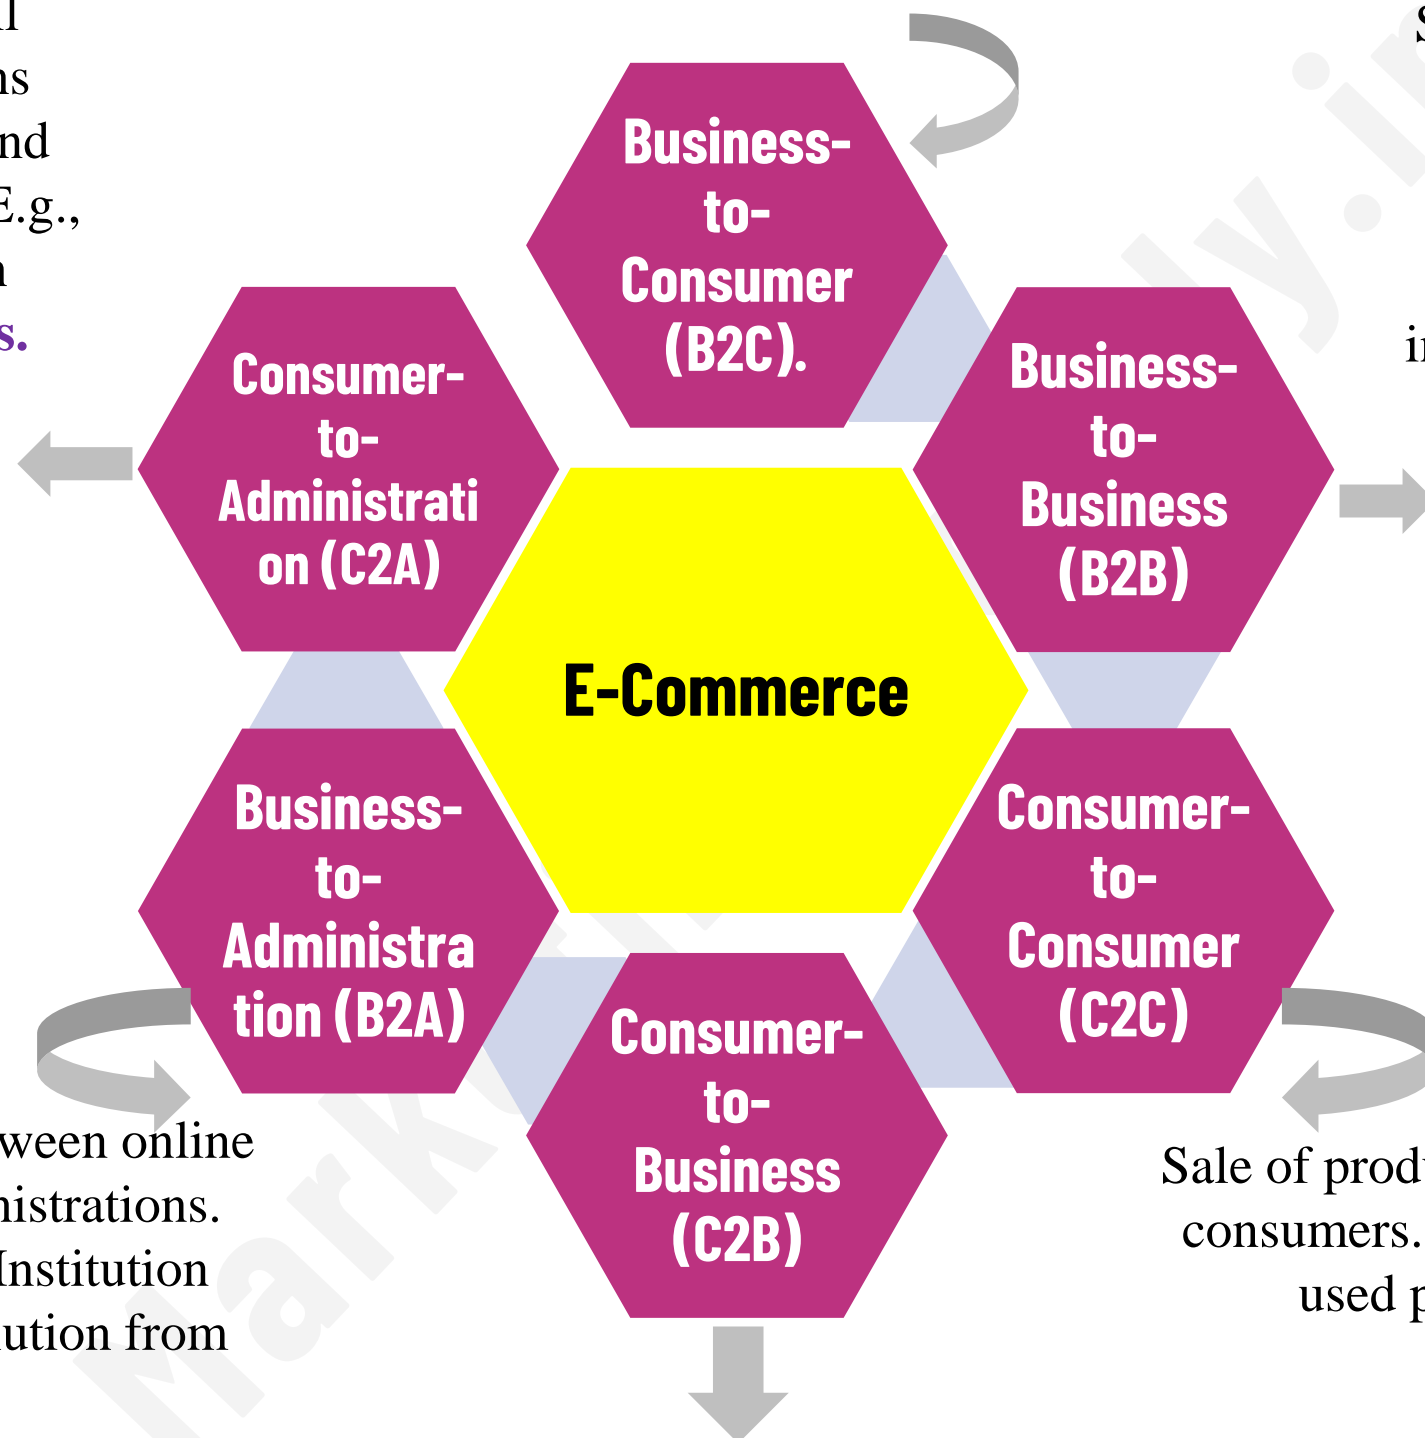 ns
nd
E.g.,
s.
Business-
to-
Consumer
(B2C).
Business-
to-
Business
(B2B)
Consumer-
to-
Administrati
on (C2A)
E-Commerce
Business-
to-
Administra
tion (B2A)
Consumer-
to-
Consumer
(C2C)
Consumer-
to-
Business
(C2B)
ween online
nistrations.
Institution
lution from
Sale of prod
consumers.
used p